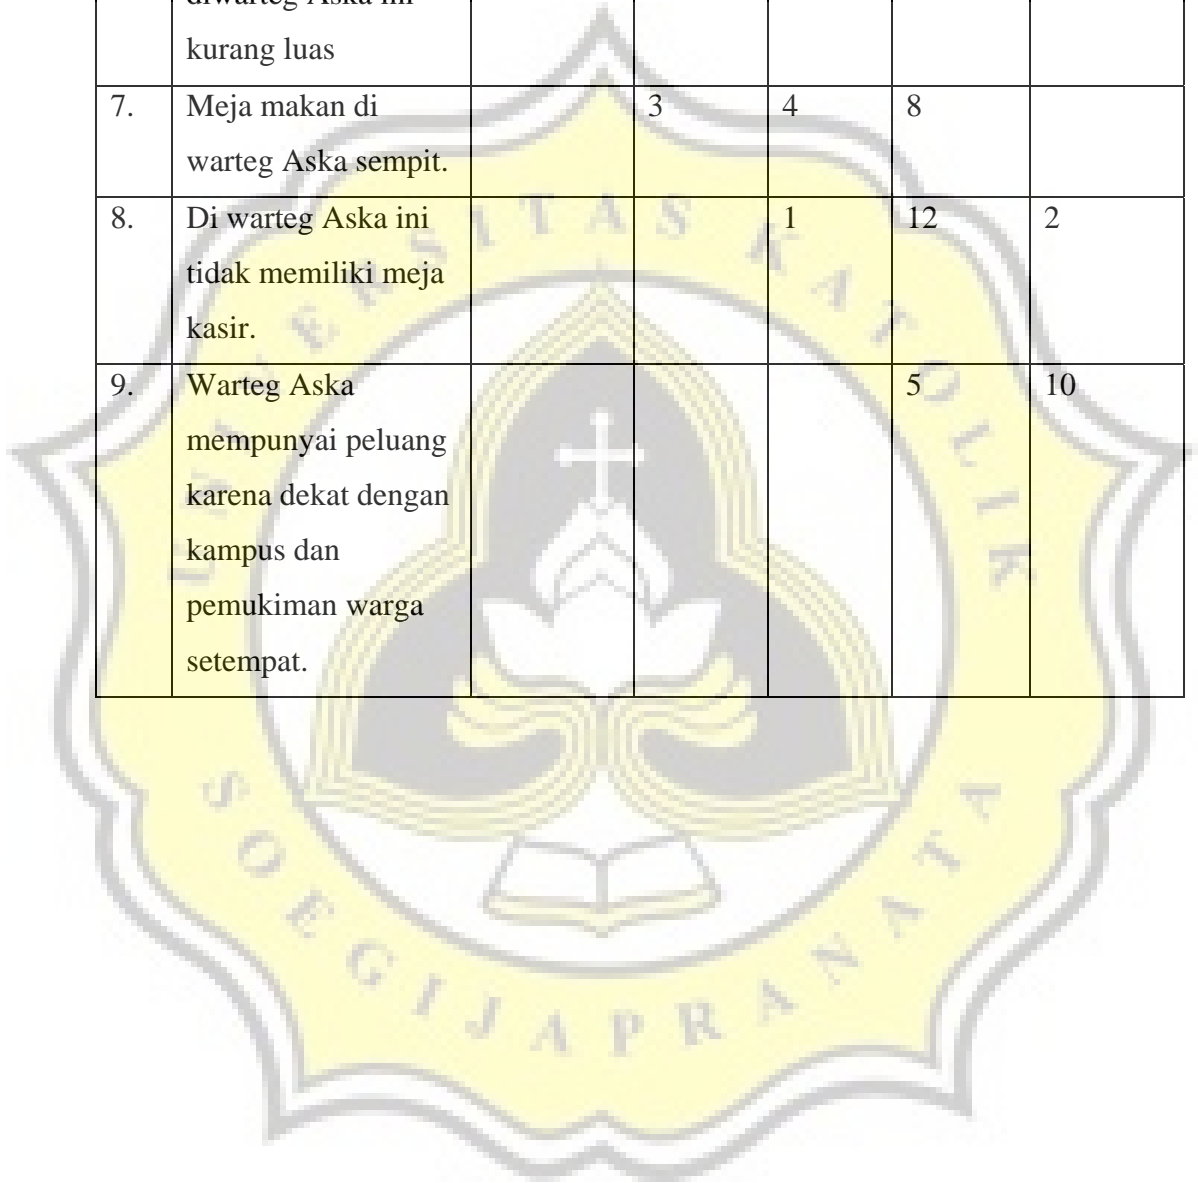 diwarteg Aska ini
kurang luas
7. Meja makan di 3 4 8
warteg Aska sempit.
8. Di warteg Aska ini 1 12 2
tidak memiliki meja
kasir.
9. Warteg Aska 5 10
mempunyai peluang
karena dekat dengan
kampus dan
pemukiman warga
setempat.
UNIVERSITAS KATOLIK
SOEGIJAPRANATA